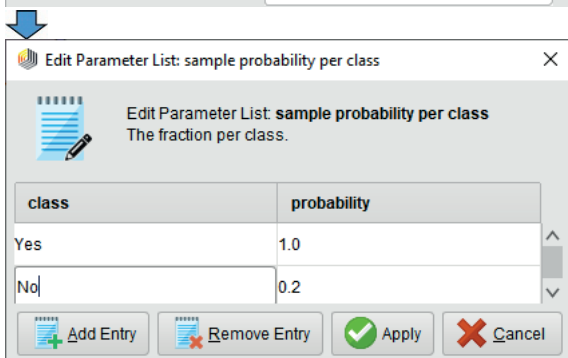 Edit Parameter List: sample probability per class
Edit Parameter List: sample probability per class
The fraction per class.
class probability
Yes 1.0
No 0.2
Add Entry Remove Entry Apply Cancel